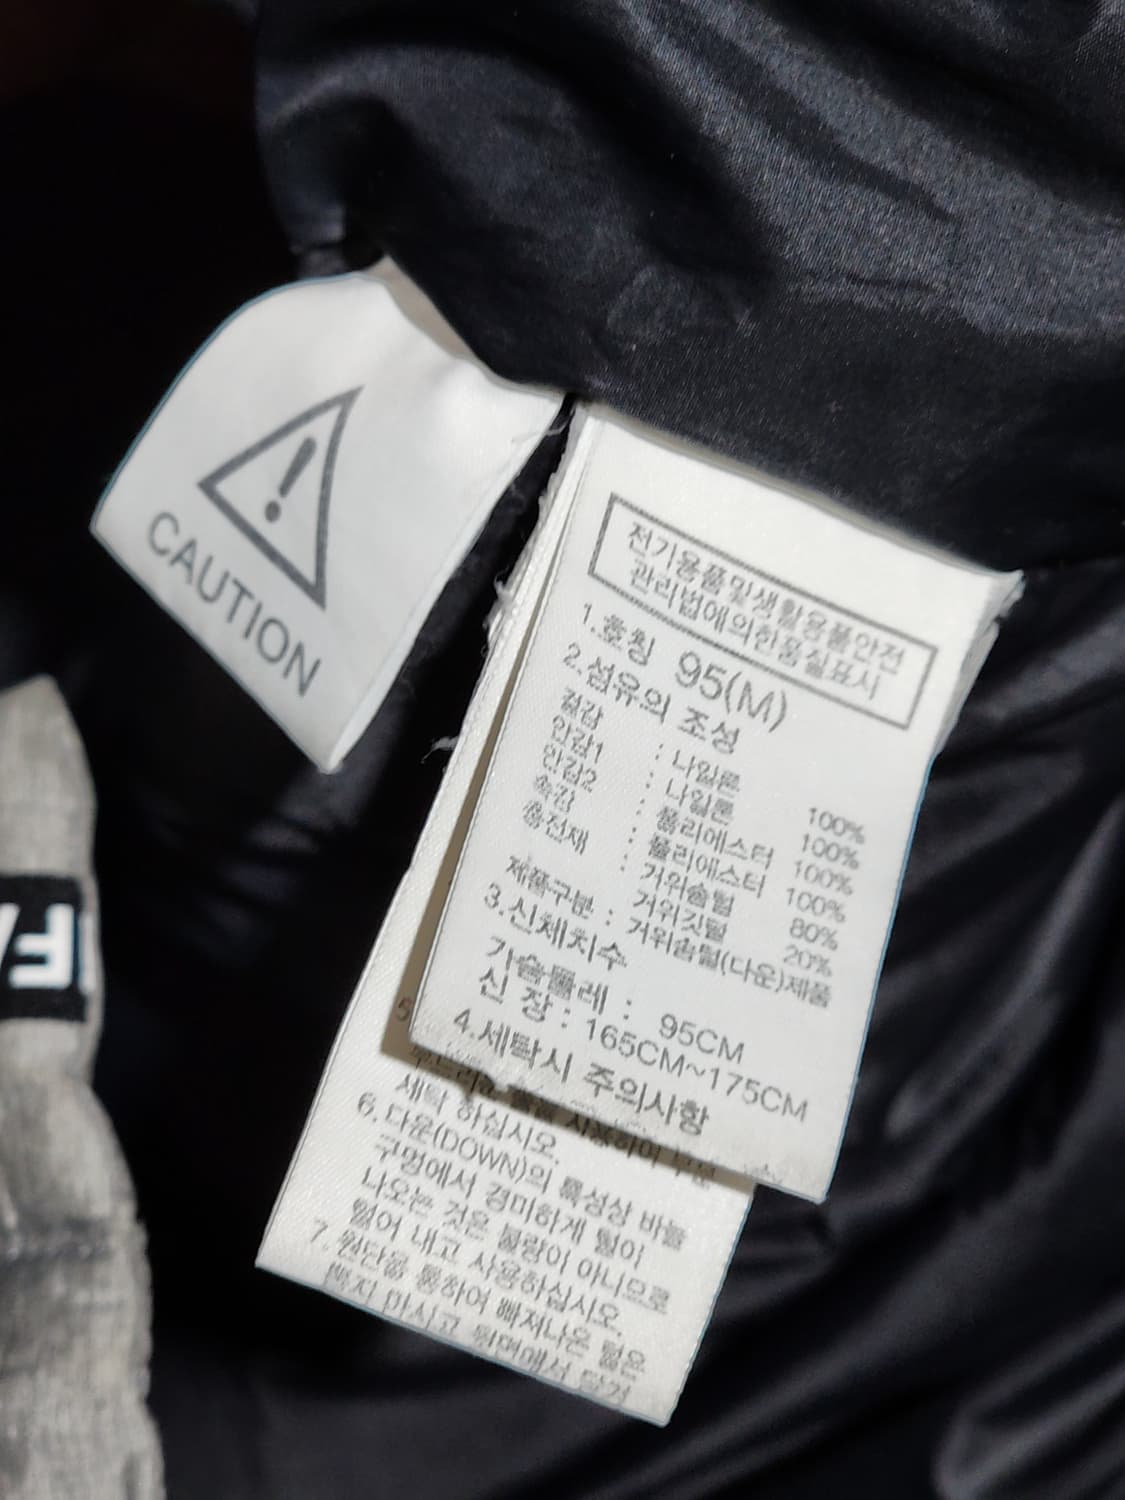 CAUTION
전기용품및생활용품안전
관리법에의한품질표시
1.호칭 95(M)
2.섬유의 조성
겉감 : 나일론 100%
안감1 : 나일론 100%
안감2 : 폴리에스터 100%
속감 : 폴리에스터 100%
충전재 : 거위솜털 80%
거위깃털 20%
제품구분 : 거위솜털(다운)제품
3.신체치수
가슴둘레 : 95CM
신 장 : 165CM~175CM
4.세탁시 주의사항
5
사용하여
세탁 하십시오.
6.다운(DOWN)의 특성상 바늘
구멍에서 경미하게 털이
나오는 것은 불량이 아니므로
털어 내고 사용하십시오.
7.원단을 통하여 빠져나온 털은
뽑지 마시고 뒷면에서 당겨